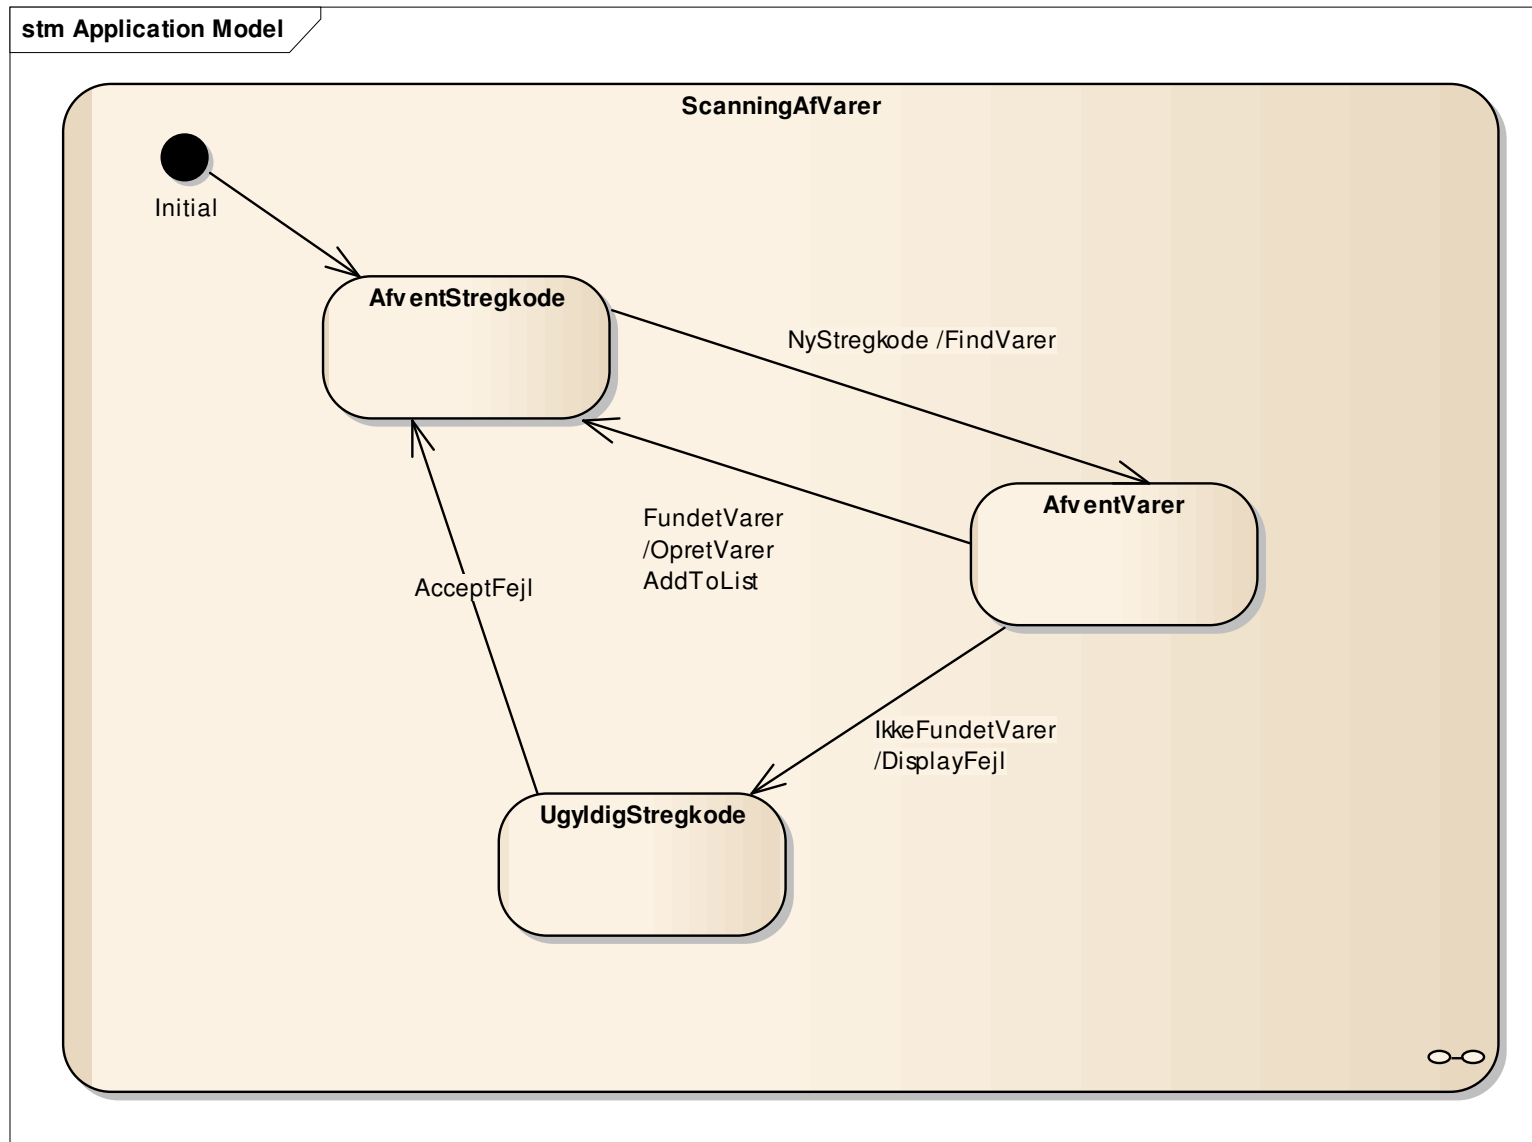 stm Application Model
ScanningAfVarer
Initial
AfventStregkode
NyStregkode /FindVarer
AfventVarer
FundetVarer
/OpretVarer
AddToList
AcceptFejl
IkkeFundetVarer
/DisplayFejl
UgyldigStregkode